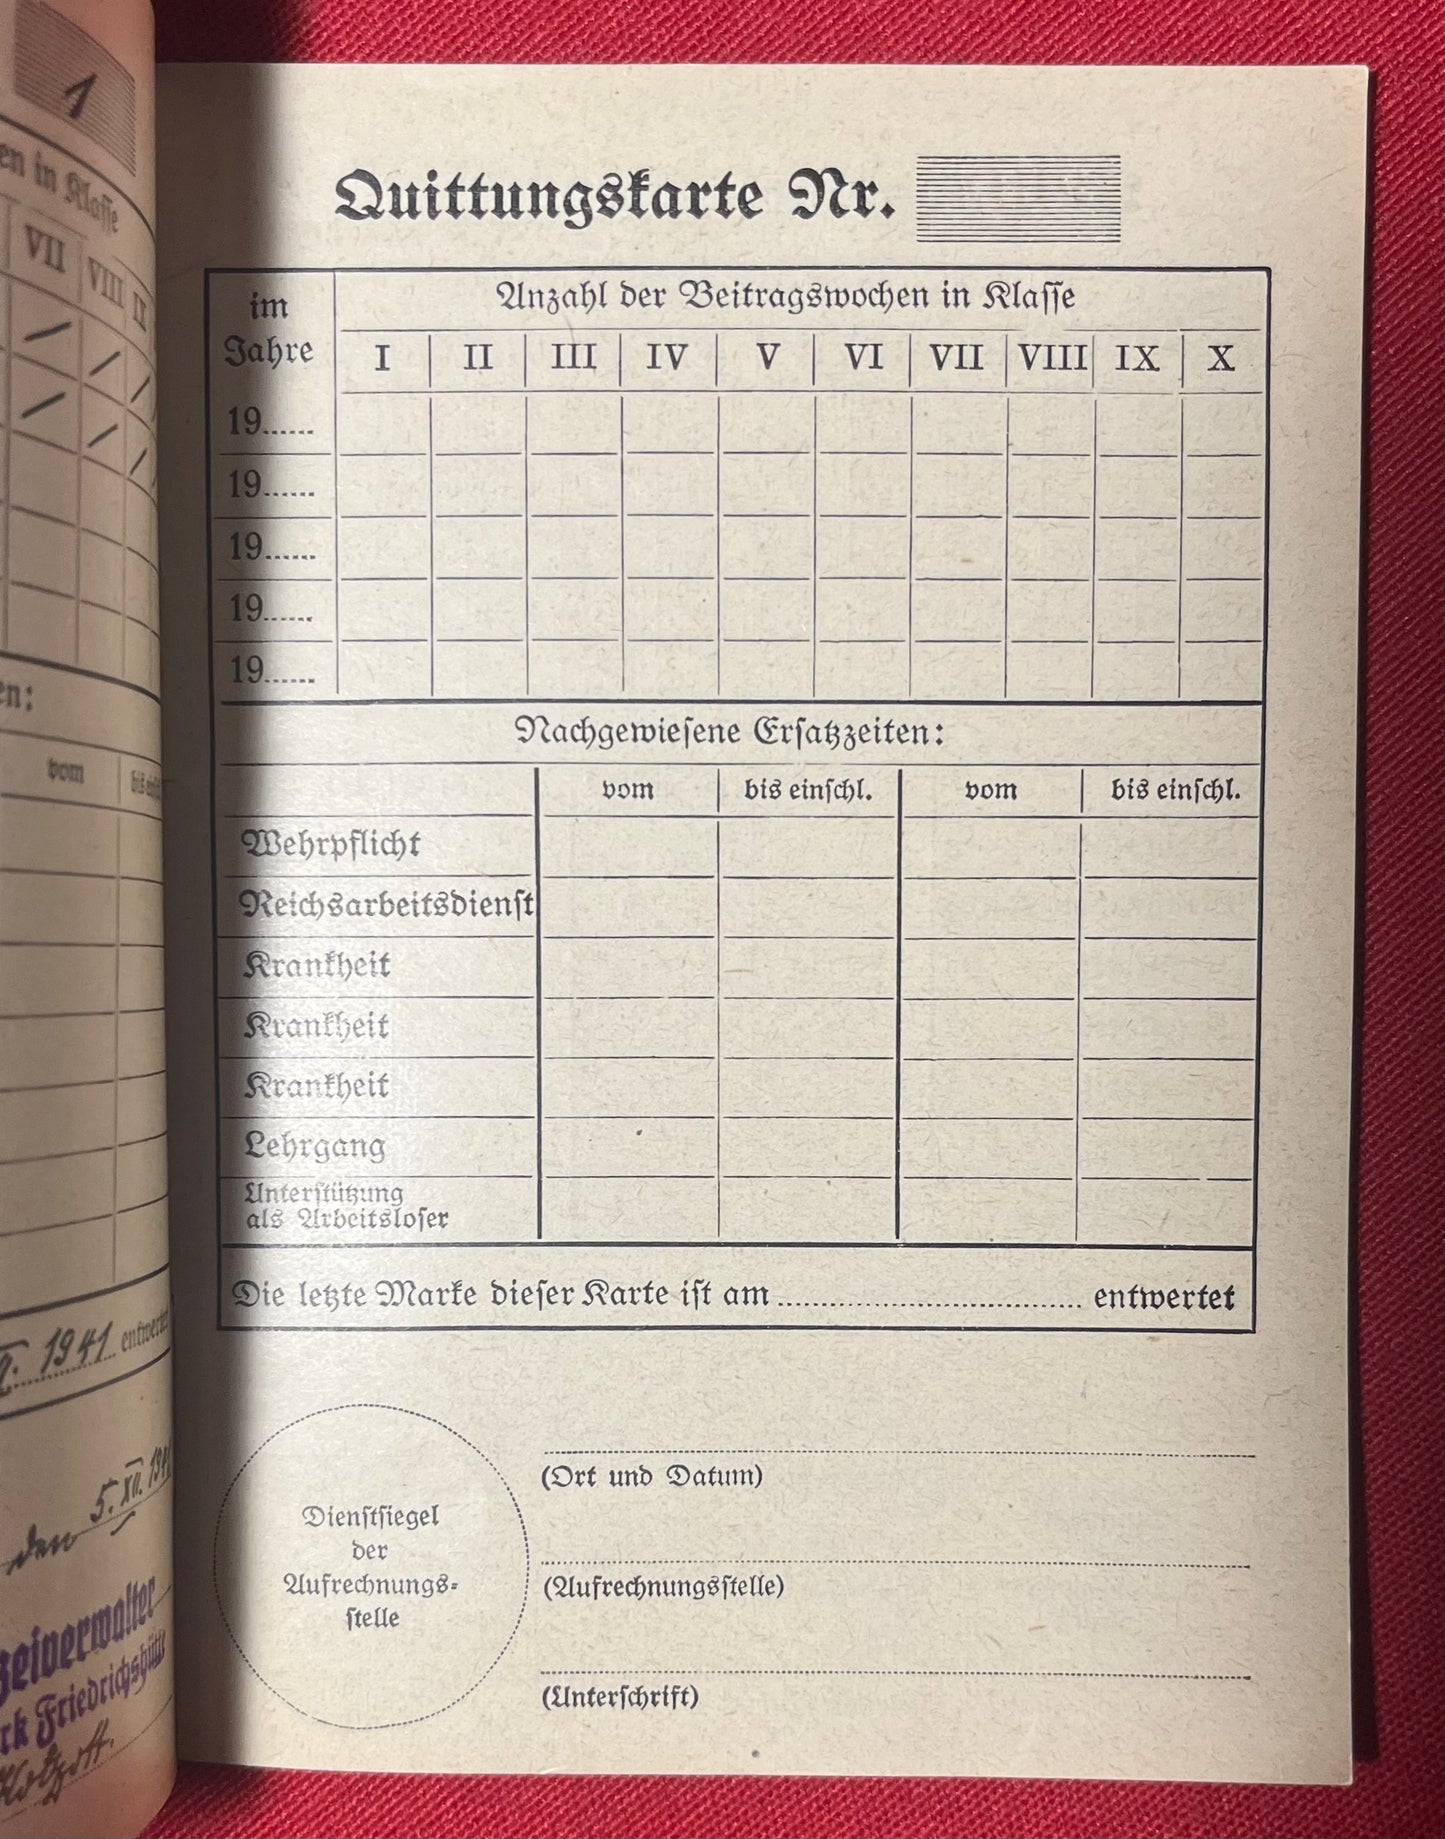 1
en in Klasse
VII VIII IX
en:
vom
1941 entwertet
den 5. XII. 1941
Friedrichshütte
Quittungskarte Nr.
im Jahre
Anzahl der Beitragswochen in Klasse
I II III IV V VI VII VIII IX X
19......
19......
19......
19......
19......
Nachgewiesene Ersatzzeiten:
vom bis einschl. vom bis einschl.
Wehrpflicht
Reichsarbeitsdienst
Krankheit
Krankheit
Krankheit
Lehrgang
Unterstützung
als Arbeitsloser
Die letzte Marke dieser Karte ist am .............................. entwertet
Dienstsiegel
der
Aufrechnungs-
stelle
(Ort und Datum)
(Aufrechnungsstelle)
(Unterschrift)